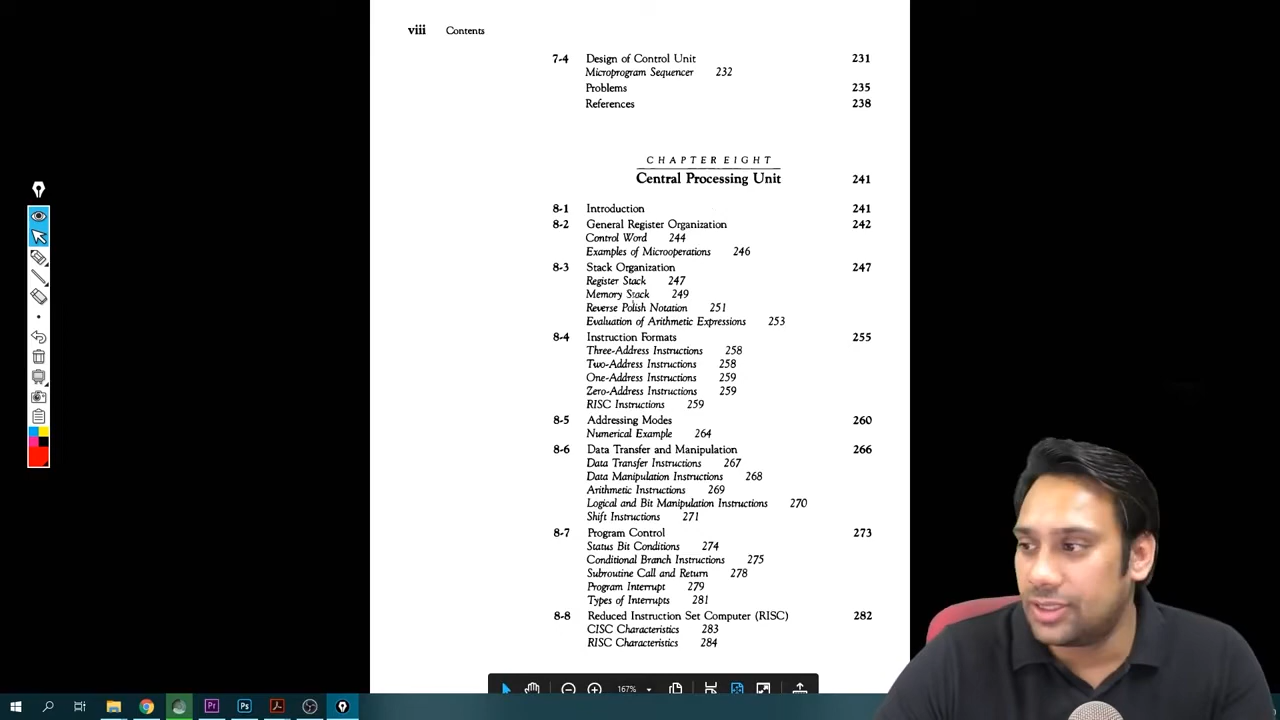 viii Contents
7-4 Design of Control Unit 231
Microprogram Sequencer 232
Problems 235
References 238
CHAPTER EIGHT
Central Processing Unit 241
8-1 Introduction 241
8-2 General Register Organization 242
Control Word 244
Examples of Microoperations 246
8-3 Stack Organization 247
Register Stack 247
Memory Stack 249
Reverse Polish Notation 251
Evaluation of Arithmetic Expressions 253
8-4 Instruction Formats 255
Three-Address Instructions 258
Two-Address Instructions 258
One-Address Instructions 259
Zero-Address Instructions 259
RISC Instructions 259
8-5 Addressing Modes 260
Numerical Example 264
8-6 Data Transfer and Manipulation 266
Data Transfer Instructions 267
Data Manipulation Instructions 268
Arithmetic Instructions 269
Logical and Bit Manipulation Instructions 270
Shift Instructions 271
8-7 Program Control 273
Status Bit Conditions 274
Conditional Branch Instructions 275
Subroutine Call and Return 278
Program Interrupt 279
Types of Interrupts 281
8-8 Reduced Instruction Set Computer (RISC) 282
CISC Characteristics 283
RISC Characteristics 284
167%
Pr Ps